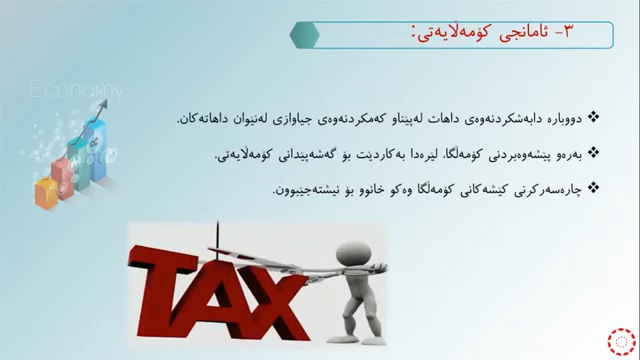 ٣- ئامانجی کۆمەڵایەتی:
Economy
❖ دووبارە دابەشکردنەوەی داهات لەپێناو کەمکردنەوەی جیاوازی لەنێوان داهاتەکان.
❖ بەرەو پێشەوەبردنی کۆمەڵگا، لێرەدا بەکاردێت بۆ گەشەپێدانی کۆمەڵایەتی.
❖ چارەسەرکرنی کێشەکانی کۆمەڵگا وەکو خانوو بۆ نیشتەجێبوون.
TAX